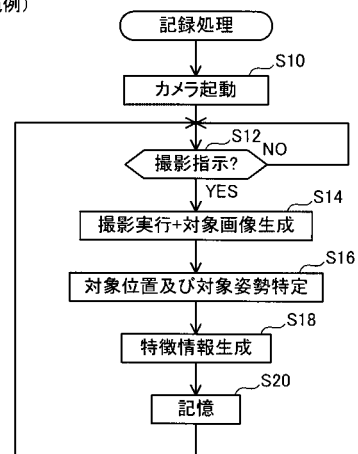 記録処理
S10
カメラ起動
S12
撮影指示?
NO
YES
S14
撮影実行+対象画像生成
S16
対象位置及び対象姿勢特定
S18
特徴情報生成
S20
記憶